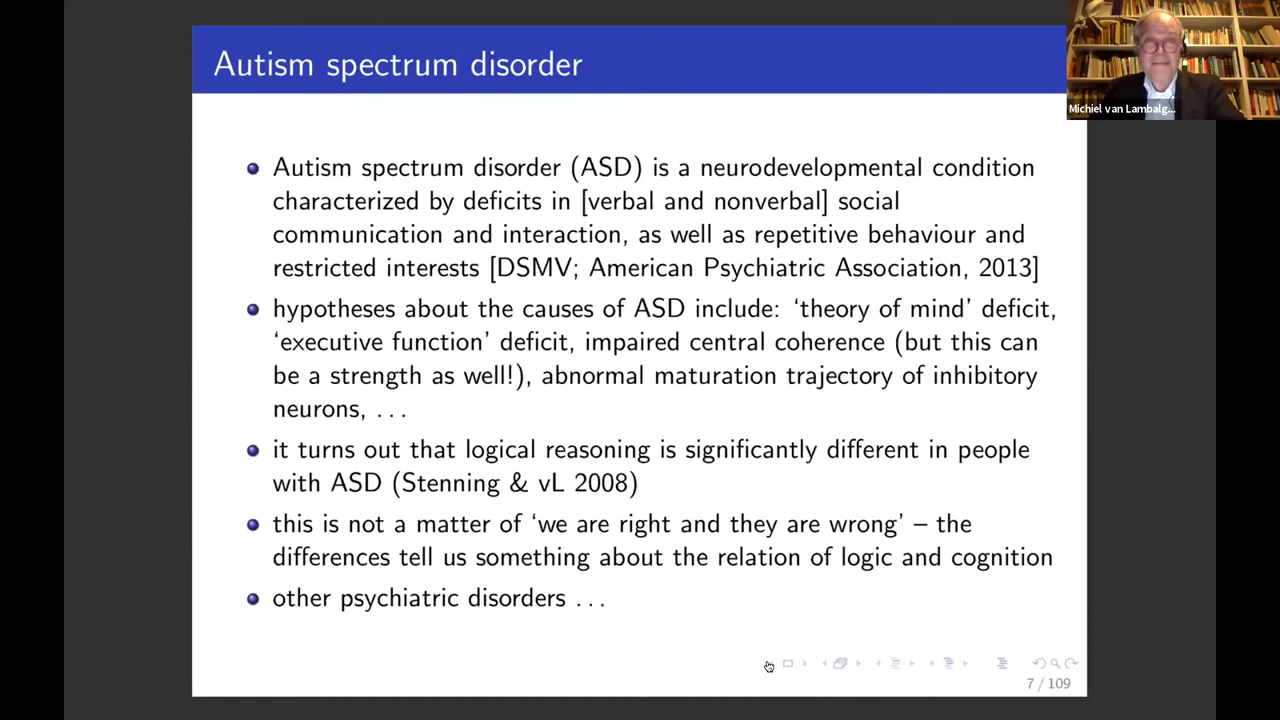 Autism spectrum disorder
Michiel van Lambalg...
Autism spectrum disorder (ASD) is a neurodevelopmental condition
characterized by deficits in [verbal and nonverbal] social
communication and interaction, as well as repetitive behaviour and
restricted interests [DSMV; American Psychiatric Association, 2013]
hypotheses about the causes of ASD include: ‘theory of mind’ deficit,
‘executive function’ deficit, impaired central coherence (but this can
be a strength as well!), abnormal maturation trajectory of inhibitory
neurons, . . .
it turns out that logical reasoning is significantly different in people
with ASD (Stenning & vL 2008)
this is not a matter of ‘we are right and they are wrong’ – the
differences tell us something about the relation of logic and cognition
other psychiatric disorders . . .
7 / 109